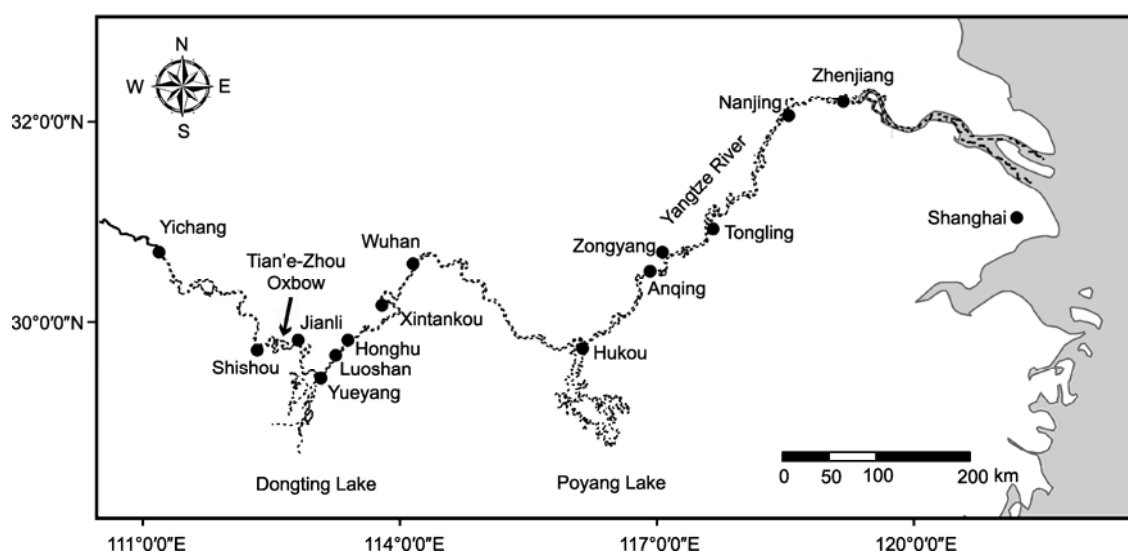 N
W E
S
32°0'0"N
30°0'0"N
Zhenjiang
Nanjing
Yangtze River
Shanghai
Yichang
Tian'e-Zhou
Oxbow
Wuhan
Zongyang
Tongling
Anqing
Jianli
Xintankou
Honghu
Shishou
Luoshan
Yueyang
Hukou
Dongting Lake
Poyang Lake
0 50 100 200 km
111°0'0"E 114°0'0"E 117°0'0"E 120°0'0"E